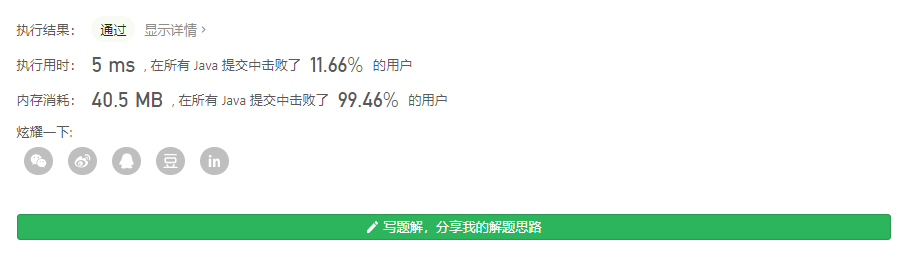 执行结果： 通过 显示详情 ›
执行用时： 5 ms , 在所有 Java 提交中击败了 11.66% 的用户
内存消耗： 40.5 MB , 在所有 Java 提交中击败了 99.46% 的用户
炫耀一下:
豆 in
写题解，分享我的解题思路